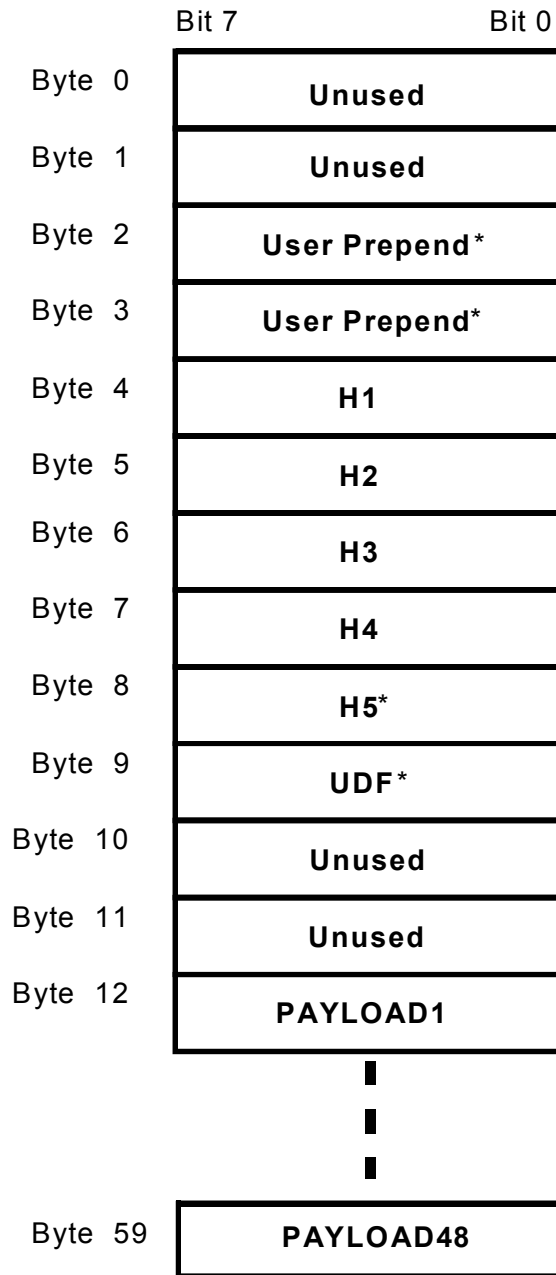 Bit 7 Bit 0
Byte 0 Unused
Byte 1 Unused
Byte 2 User Prepend*
Byte 3 User Prepend*
Byte 4 H1
Byte 5 H2
Byte 6 H3
Byte 7 H4
Byte 8 H5*
Byte 9 UDF*
Byte 10 Unused
Byte 11 Unused
Byte 12 PAYLOAD1
Byte 59 PAYLOAD48